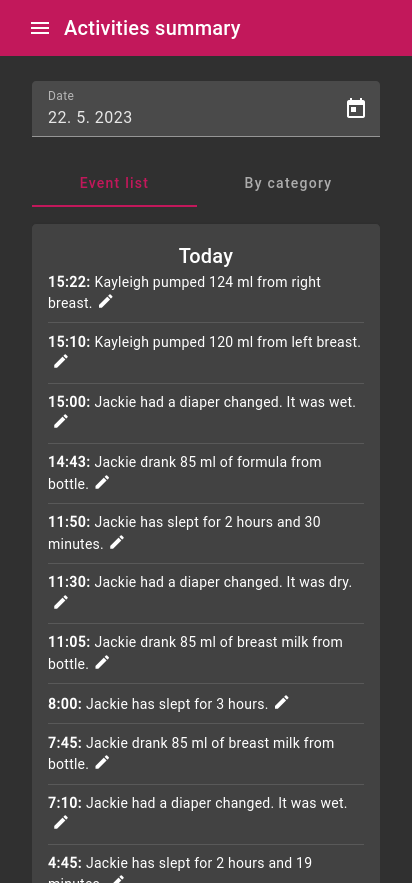 Activities summary
Date
22. 5. 2023
Event list
By category
Today
15:22: Kayleigh pumped 124 ml from right
breast.
15:10: Kayleigh pumped 120 ml from left breast.
15:00: Jackie had a diaper changed. It was wet.
14:43: Jackie drank 85 ml of formula from
bottle.
11:50: Jackie has slept for 2 hours and 30
minutes.
11:30: Jackie had a diaper changed. It was dry.
11:05: Jackie drank 85 ml of breast milk from
bottle.
8:00: Jackie has slept for 3 hours.
7:45: Jackie drank 85 ml of breast milk from
bottle.
7:10: Jackie had a diaper changed. It was wet.
4:45: Jackie has slept for 2 hours and 19
minutes.